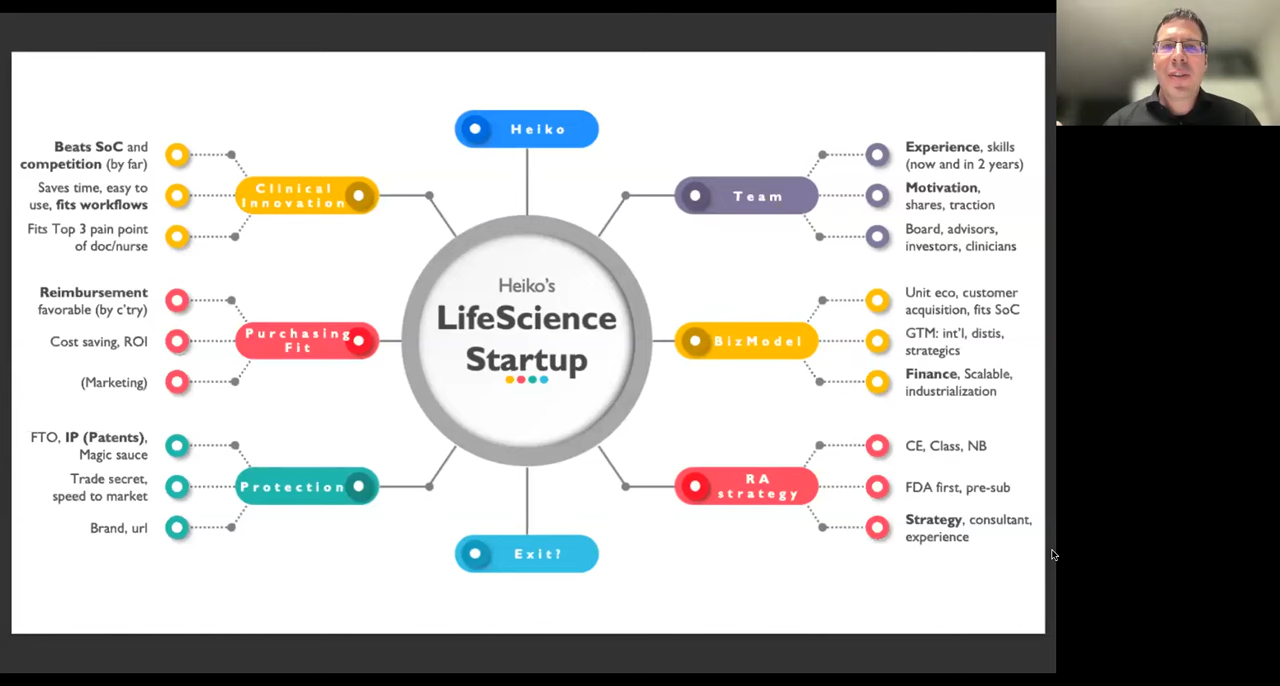 Heiko
Beats SoC and
competition (by far)
Saves time, easy to
use, fits workflows
Fits Top 3 pain point
of doc/nurse
Clinical
Innovation
Reimbursement
favorable (by c'try)
Cost saving, ROI
(Marketing)
Purchasing
Fit
FTO, IP (Patents),
Magic sauce
Trade secret,
speed to market
Brand, url
Protection
Heiko's
LifeScience
Startup
Exit?
Team
Experience, skills
(now and in 2 years)
Motivation,
shares, traction
Board, advisors,
investors, clinicians
BizModel
Unit eco, customer
acquisition, fits SoC
GTM: int'l, distis,
strategics
Finance, Scalable,
industrialization
RA
strategy
CE, Class, NB
FDA first, pre-sub
Strategy, consultant,
experience